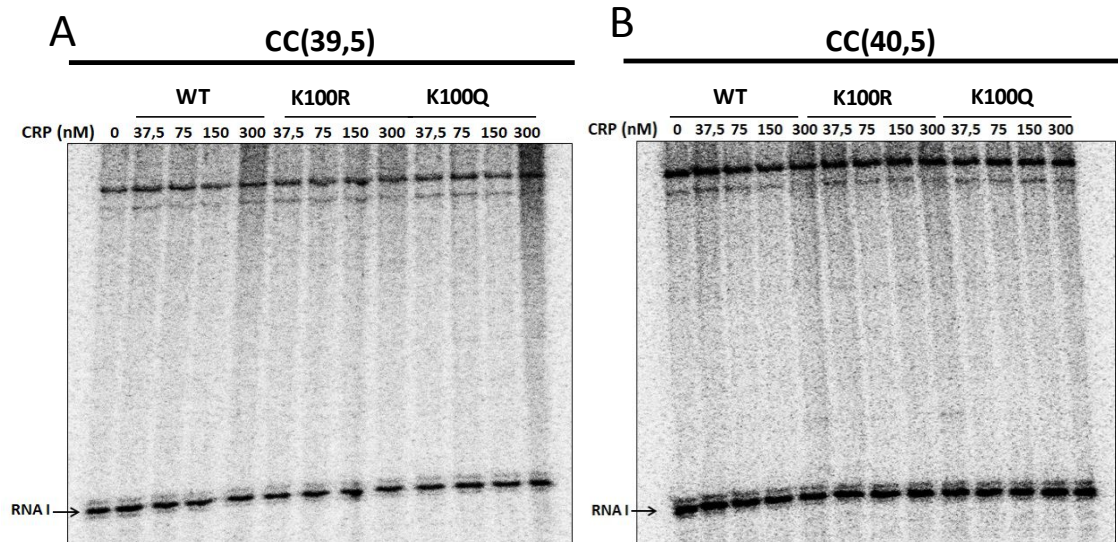 A
CC(39,5)
WT K100R K100Q
CRP (nM) 0 37,5 75 150 300 37,5 75 150 300 37,5 75 150 300
RNA I
B
CC(40,5)
WT K100R K100Q
CRP (nM) 0 37,5 75 150 300 37,5 75 150 300 37,5 75 150 300
RNA I